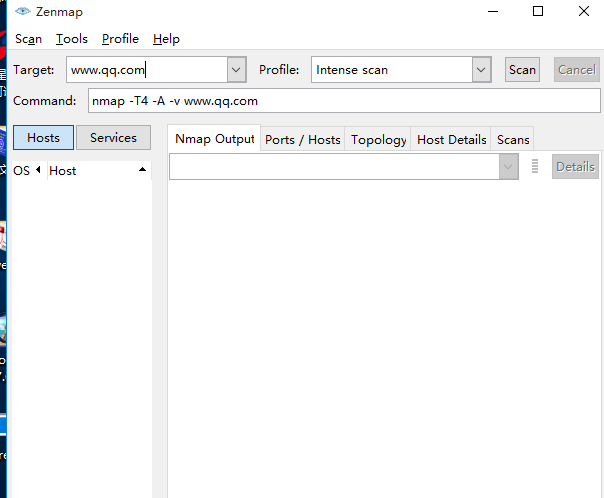 Zenmap
Scan Tools Profile Help
Target: www.qq.com Profile: Intense scan Scan Cancel
Command: nmap -T4 -A -v www.qq.com
Hosts Services Nmap Output Ports / Hosts Topology Host Details Scans
Details
OS Host